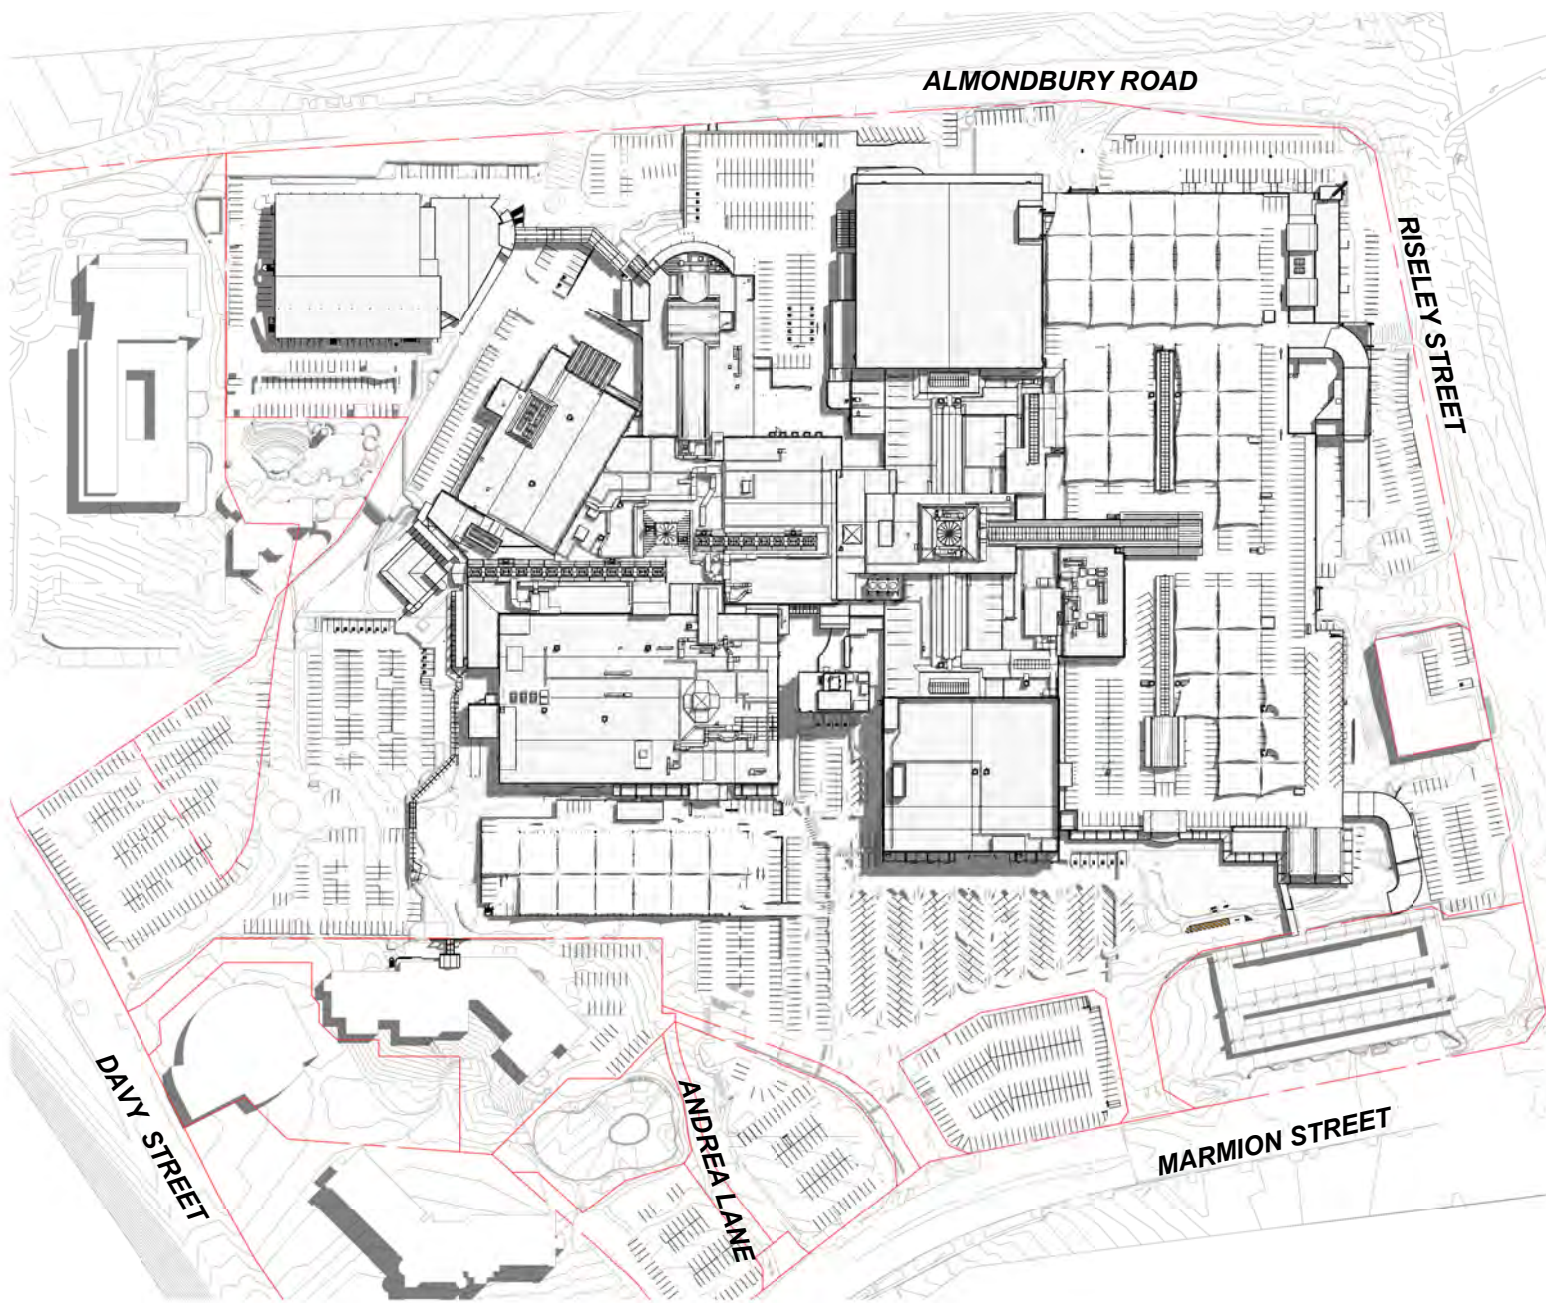 ALMONDBURY ROAD
RISELEY STREET
DAVY STREET
ANDREA LANE
MARMION STREET